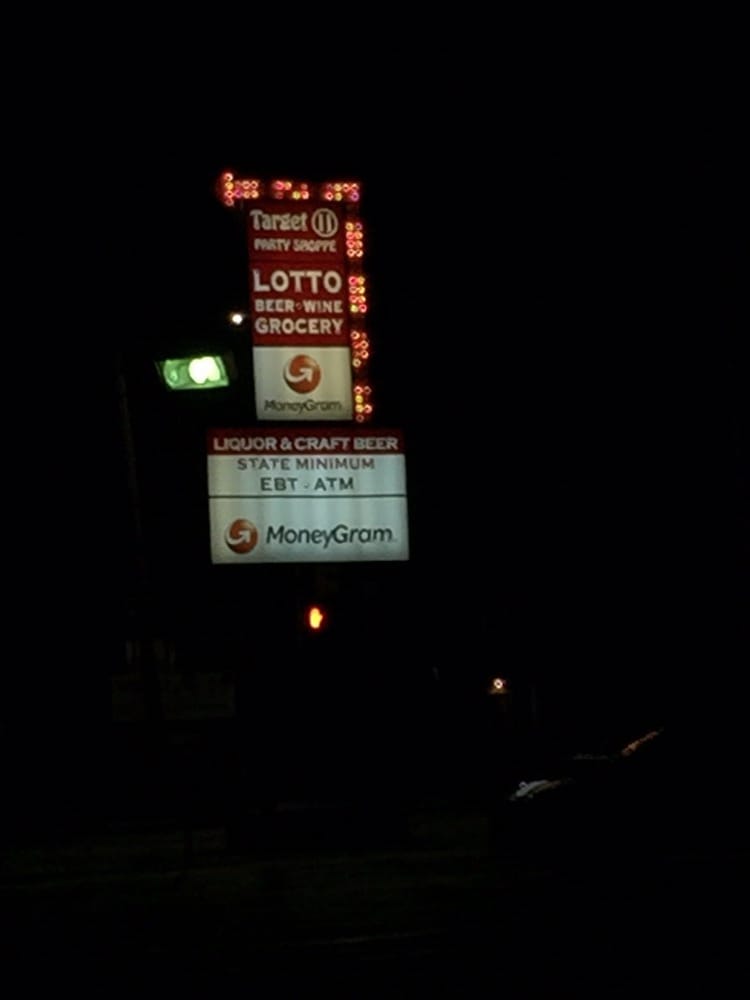 Target II
PARTY SHOPPE
LOTTO
BEER-WINE
GROCERY
MoneyGram
LIQUOR & CRAFT BEER
STATE MINIMUM
EBT - ATM
MoneyGram